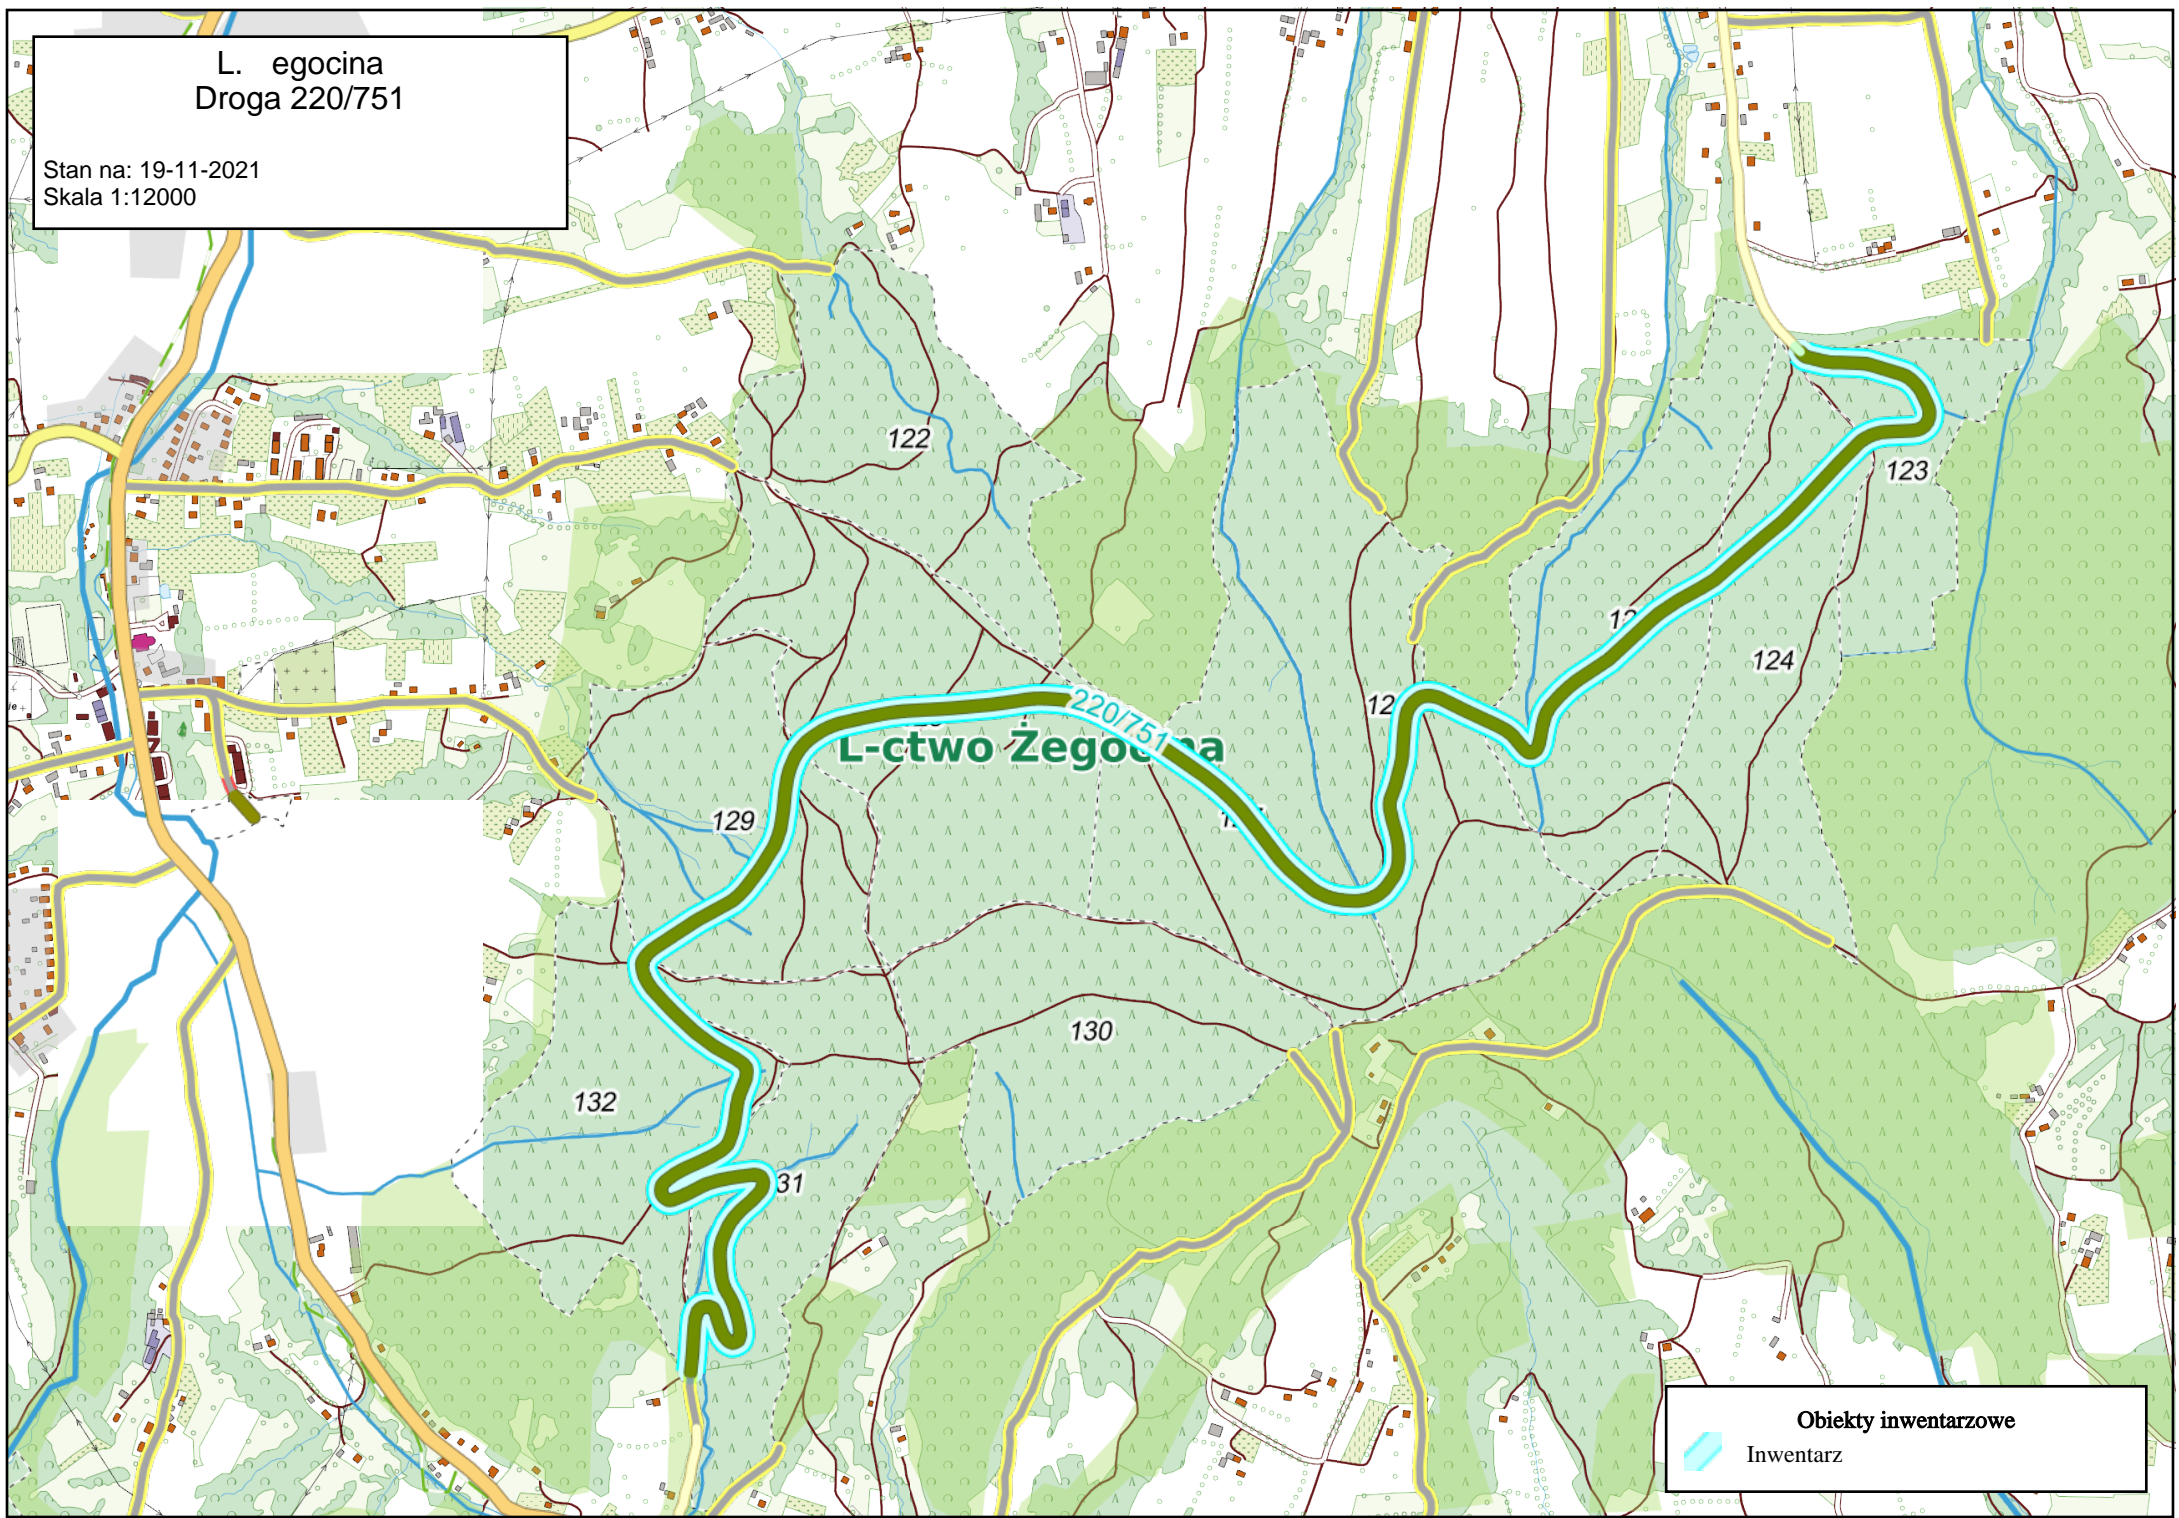 L. egocina
Droga 220/751
Stan na: 19-11-2021
Skala 1:12000
122
123
124
220/751
L-ctwo Żegoc
129
130
132
31
Obiekty inwentarzowe
Inwentarz